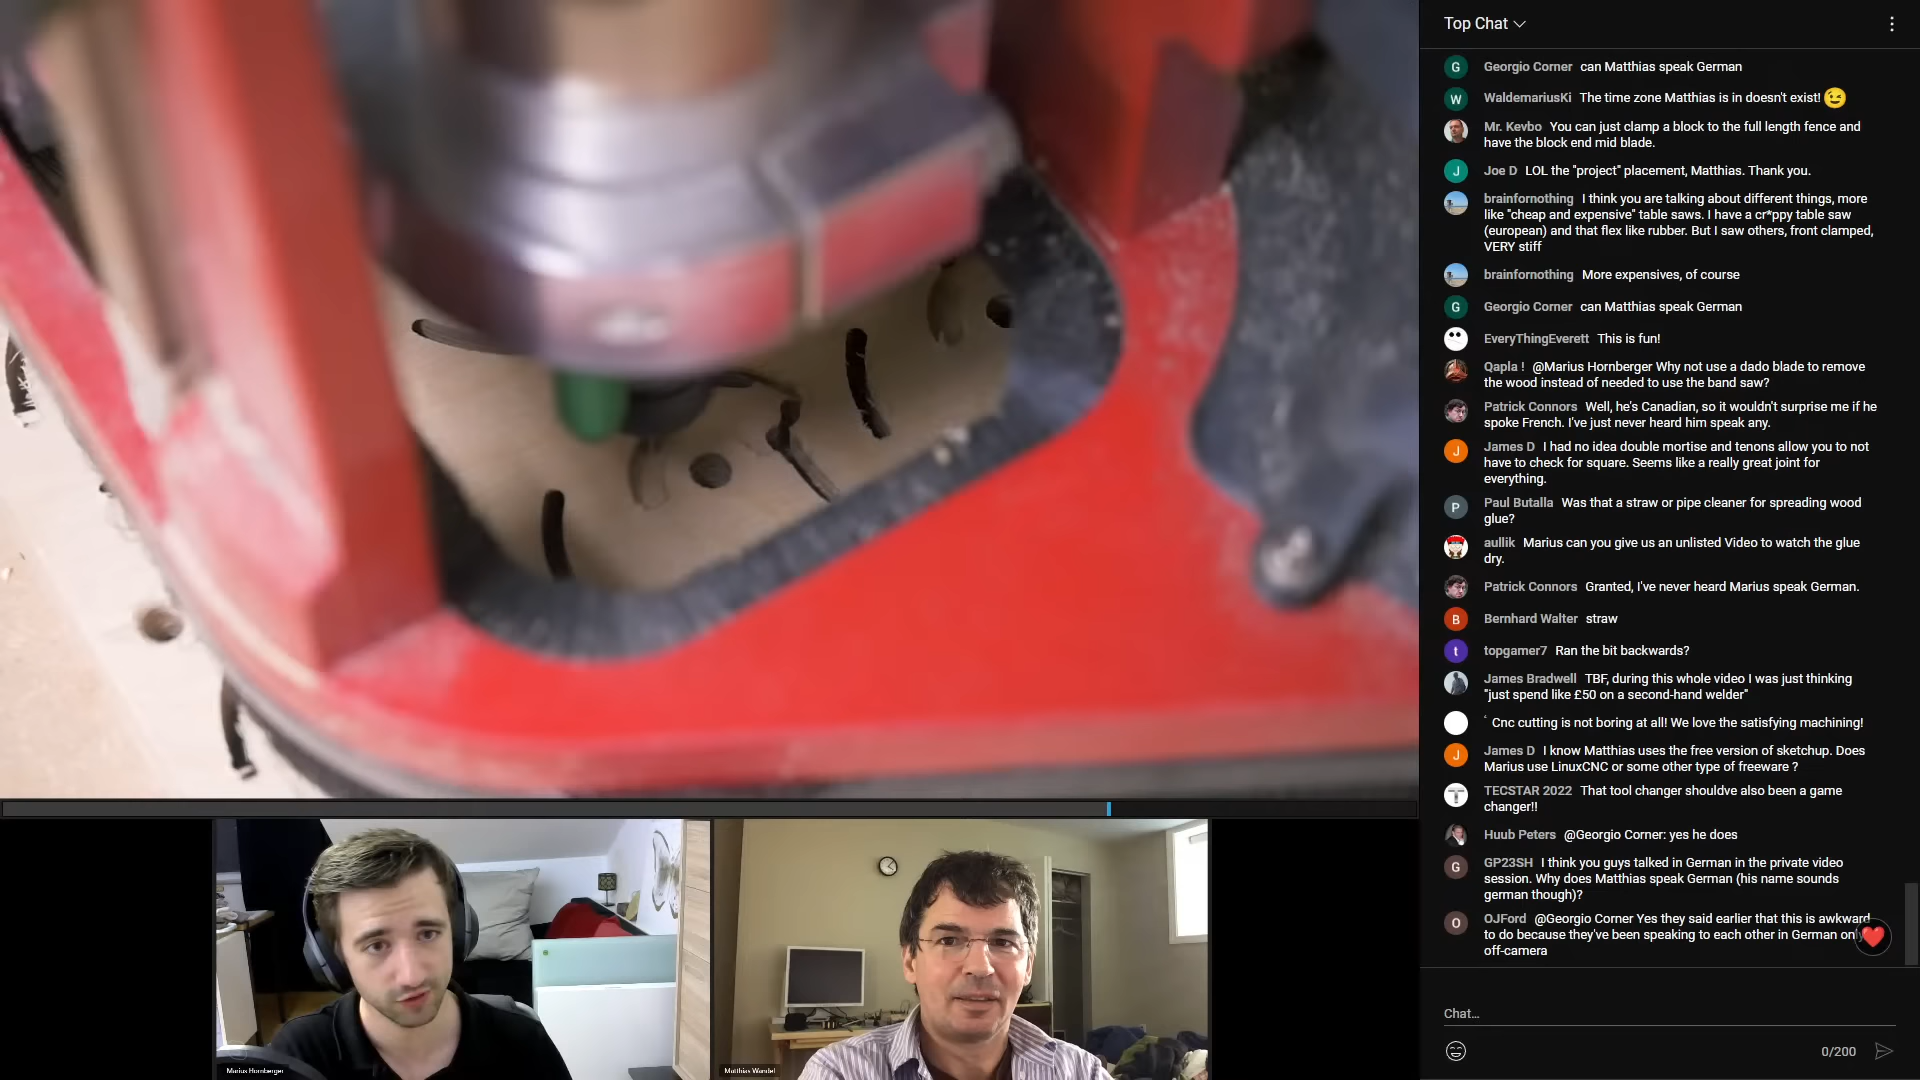 Top Chat
G Georgio Corner can Matthias speak German
W WaldemariusKi The time zone Matthias is in doesn't exist! 😉
Mr. Kevbo You can just clamp a block to the full length fence and
have the block end mid blade.
J Joe D LOL the "project" placement, Matthias. Thank you.
brainfornothing I think you are talking about different things, more
like "cheap and expensive" table saws. I have a cr*ppy table saw
(european) and that flex like rubber. But I saw others, front clamped,
VERY stiff
brainfornothing More expensives, of course
G Georgio Corner can Matthias speak German
EveryThingEverett This is fun!
Qapla ! @Marius Hornberger Why not use a dado blade to remove
the wood instead of needed to use the band saw?
Patrick Connors Well, he's Canadian, so it wouldn't surprise me if he
spoke French. I've just never heard him speak any.
J James D I had no idea double mortise and tenons allow you to not
have to check for square. Seems like a really great joint for
everything.
P Paul Butalla Was that a straw or pipe cleaner for spreading wood
glue?
aullik Marius can you give us an unlisted Video to watch the glue
dry.
Patrick Connors Granted, I've never heard Marius speak German.
B Bernhard Walter straw
t topgamer7 Ran the bit backwards?
James Bradwell TBF, during this whole video I was just thinking
"just spend like £50 on a second-hand welder"
‘ Cnc cutting is not boring at all! We love the satisfying machining!
J James D I know Matthias uses the free version of sketchup. Does
Marius use LinuxCNC or some other type of freeware ?
TECSTAR 2022 That tool changer shouldve also been a game
changer!!
Huub Peters @Georgio Corner: yes he does
G GP23SH I think you guys talked in German in the private video
session. Why does Matthias speak German (his name sounds
german though)?
O OJFord @Georgio Corner Yes they said earlier that this is awkward
to do because they've been speaking to each other in German only
off-camera
Chat...
0/200
Marius Hornberger
Matthias Wandel